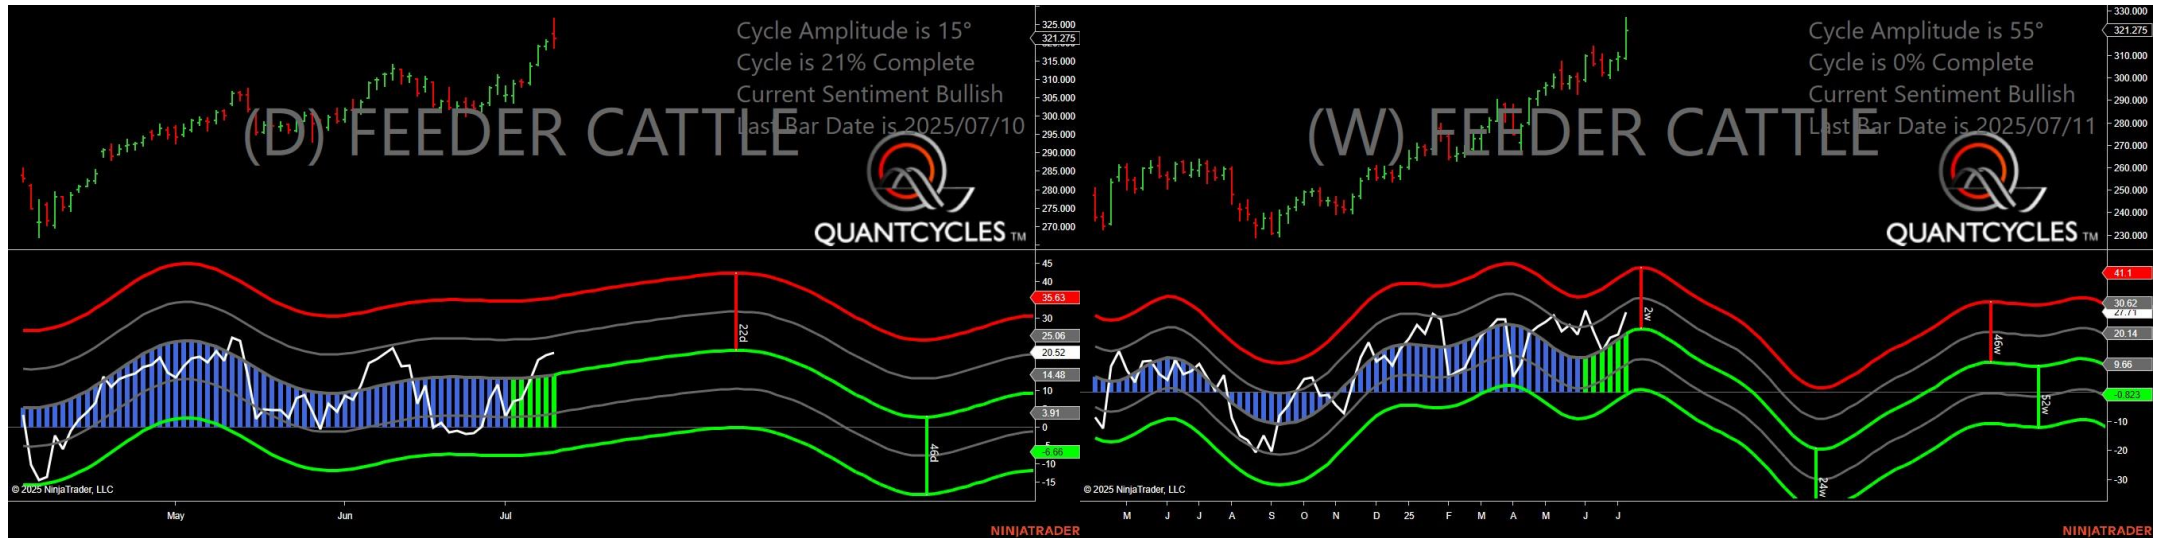 Cycle Amplitude is 15°
Cycle is 21% Complete
Current Sentiment Bullish
Last Bar Date is 2025/07/10
(D) FEEDER CATTLE
QUANTCYCLES TM
325.000
321.275
315.000
310.000
305.000
300.000
295.000
290.000
285.000
280.000
275.000
270.000
45
40
35.63
30
25.06
20.52
14.48
10
3.91
0
-5
-6.66
-10
-15
22d
46d
© 2025 NinjaTrader, LLC
May
Jun
Jul
NINJATRADER
Cycle Amplitude is 55°
Cycle is 0% Complete
Current Sentiment Bullish
Last Bar Date is 2025/07/11
(W) FEEDER CATTLE
QUANTCYCLES TM
330.000
321.275
310.000
300.000
290.000
280.000
270.000
260.000
250.000
240.000
230.000
41.1
30.62
27.71
20.14
9.66
-0.823
-10
-20
-30
2w
46w
52w
24w
© 2025 NinjaTrader, LLC
M J J A S O N D 25 F M A M J J
NINJATRADER